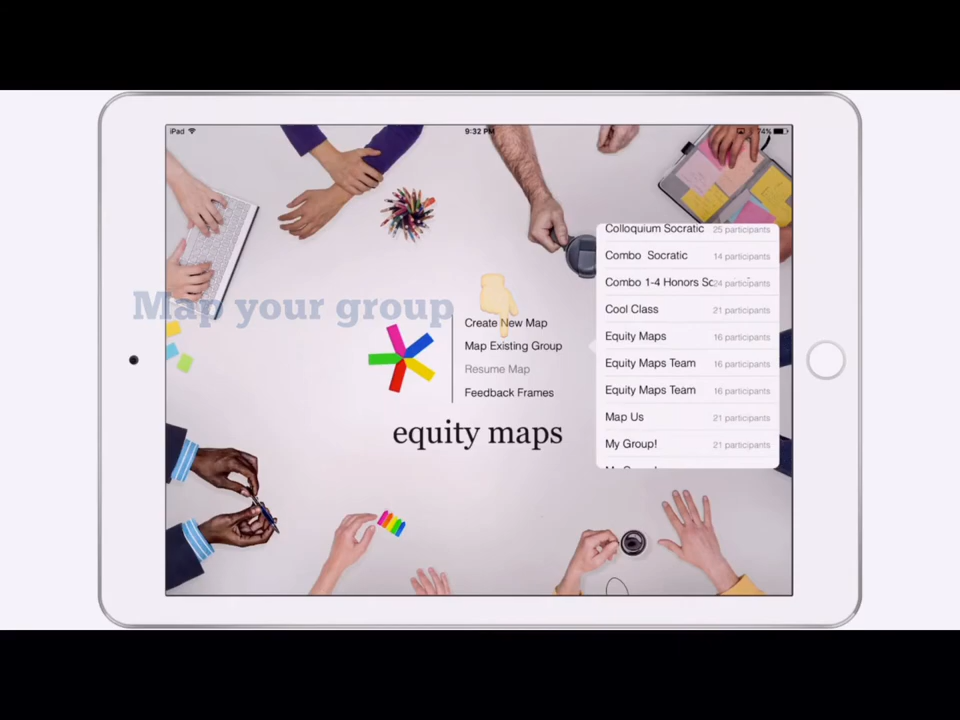 iPad
9:32 PM
74%
Map your group
Create New Map
Map Existing Group
Resume Map
Feedback Frames
equity maps
Colloquium Socratic 25 participants
Combo Socratic 14 participants
Combo 1-4 Honors Sc 24 participants
Cool Class 21 participants
Equity Maps 16 participants
Equity Maps Team 16 participants
Equity Maps Team 16 participants
Map Us 21 participants
My Group! 21 participants